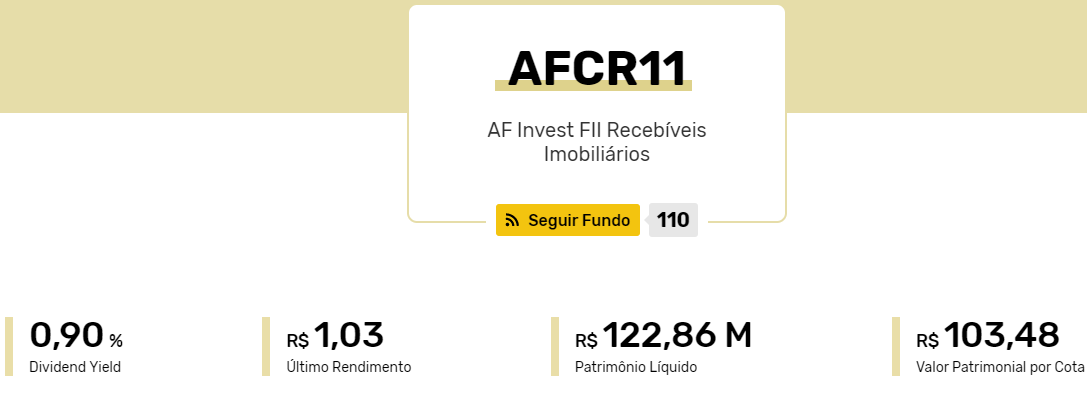 AFCR11
AF Invest FII Recebíveis
Imobiliários
Seguir Fundo 110
0,90 %
Dividend Yield
R$ 1,03
Último Rendimento
R$ 122,86 M
Patrimônio Líquido
R$ 103,48
Valor Patrimonial por Cota